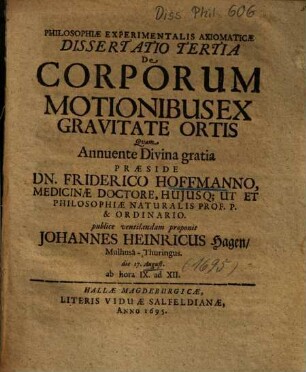 Diss. Phil. 606
PHILOSOPHIÆ EXPERIMENTALIS AXIOMATICÆ
DISSERTATIO TERTIA
De
CORPORUM
MOTIONIBUS EX
GRAVITATE ORTIS
Quam
Annuente Divina gratia
PRÆSIDE
DN. FRIDERICO HOFFMANNO,
MEDICINÆ DOCTORE, HUJUSQ; UT ET
PHILOSOPHIÆ NATURALIS PROF. P.
& ORDINARIO.
publice ventilandam proponit
JOHANNES HEINRICUS Hagen/
Mulhusa-Thuringus.
die 17. August. (1695)
ab hora IX. ad XII.
HALLÆ MAGDEBURGICÆ,
LITERIS VIDUÆ SALFELDIANÆ,
ANNO 1695.